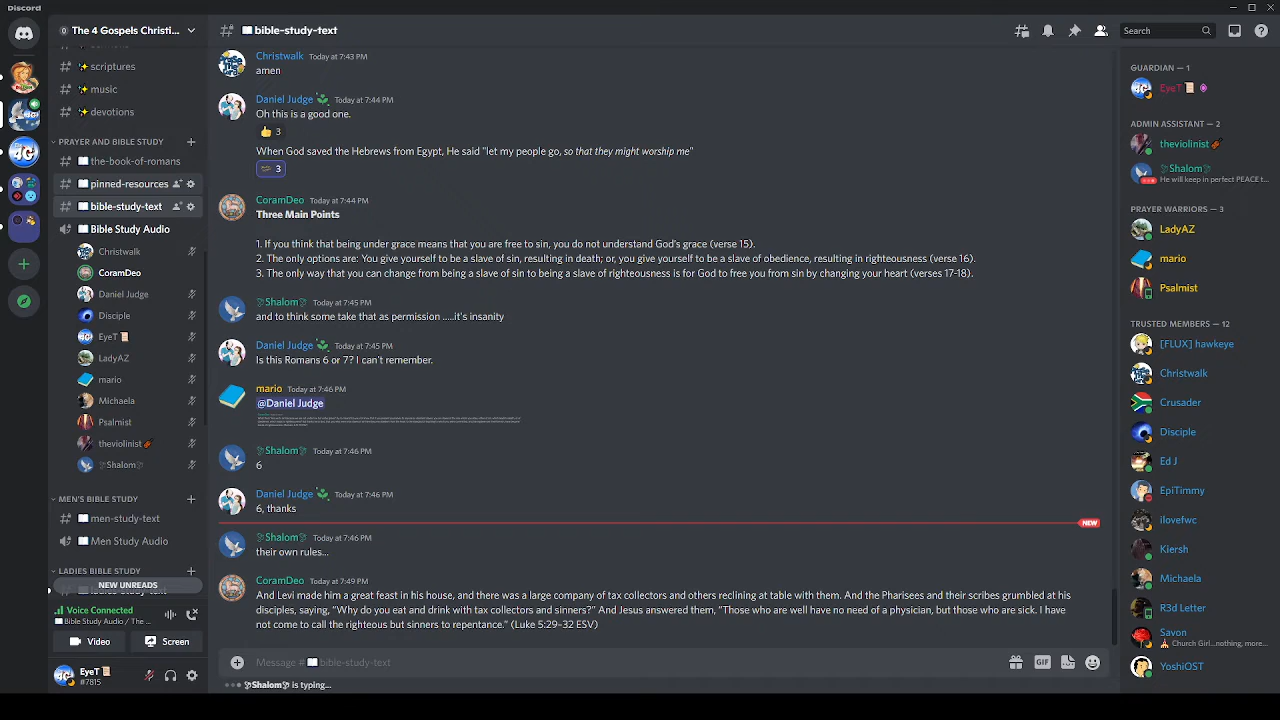 Discord
The 4 Gospels Christi...
bible-study-text
Search
scriptures
music
devotions
PRAYER AND BIBLE STUDY
the-book-of-romans
pinned-resources
bible-study-text
Bible Study Audio
Christwalk
CoramDeo
Daniel Judge
Disciple
EyeT
LadyAZ
mario
Michaela
Psalmist
theviolinist
Shalom
MEN'S BIBLE STUDY
men-study-text
Men Study Audio
LADIES BIBLE STUDY
NEW UNREADS
Voice Connected
Bible Study Audio / The ...
Video
Screen
EyeT
#7815
Christwalk Today at 7:43 PM
amen
Daniel Judge Today at 7:44 PM
Oh this is a good one.
3
When God saved the Hebrews from Egypt, He said "let my people go, so that they might worship me"
3
CoramDeo Today at 7:44 PM
Three Main Points
1. If you think that being under grace means that you are free to sin, you do not understand God's grace (verse 15).
2. The only options are: You give yourself to be a slave of sin, resulting in death; or, you give yourself to be a slave of obedience, resulting in righteousness (verse 16).
3. The only way that you can change from being a slave of sin to being a slave of righteousness is for God to free you from sin by changing your heart (verses 17-18).
Shalom Today at 7:45 PM
and to think some take that as permission .....it's insanity
Daniel Judge Today at 7:45 PM
Is this Romans 6 or 7? I can't remember.
mario Today at 7:46 PM
@Daniel Judge
Shalom Today at 7:46 PM
6
Daniel Judge Today at 7:46 PM
6, thanks
NEW
Shalom Today at 7:46 PM
their own rules...
CoramDeo Today at 7:49 PM
And Levi made him a great feast in his house, and there was a large company of tax collectors and others reclining at table with them. And the Pharisees and their scribes grumbled at his
disciples, saying, “Why do you eat and drink with tax collectors and sinners?” And Jesus answered them, “Those who are well have no need of a physician, but those who are sick. I have
not come to call the righteous but sinners to repentance.” (Luke 5:29–32 ESV)
Message # bible-study-text
GIF
Shalom is typing...
GUARDIAN — 1
EyeT
ADMIN ASSISTANT — 2
theviolinist
Shalom
He will keep in perfect PEACE t...
PRAYER WARRIORS — 3
LadyAZ
mario
Psalmist
TRUSTED MEMBERS — 12
[FLUX] hawkeye
Christwalk
Crusader
Disciple
Ed J
EpiTimmy
ilovefwc
Kiersh
Michaela
R3d Letter
Savon
Church Girl...nothing, more...
YoshiOST